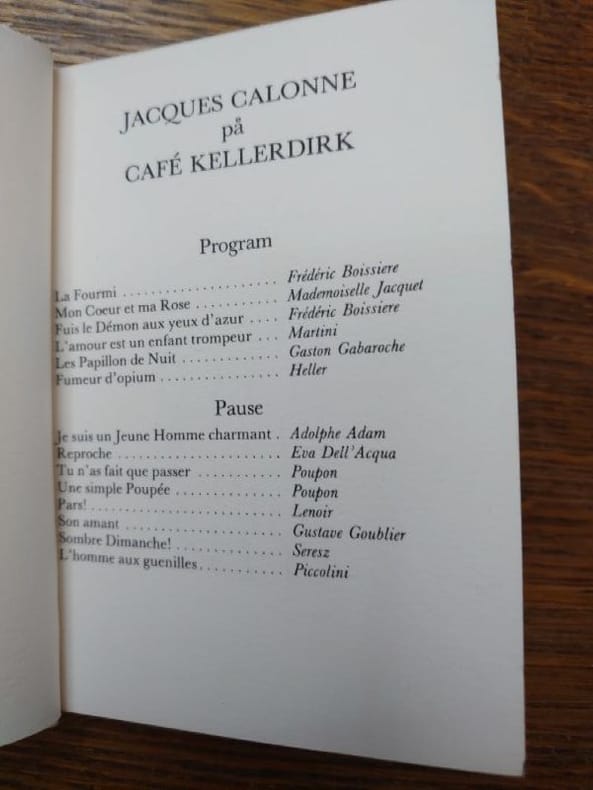 JACQUES CALONNE
på
CAFÉ KELLERDIRK
Program
La Fourmi . . . . . . . . . . . . . . . . . . . . . Frédéric Boissiere
Mon Coeur et ma Rose . . . . . . . . . . . Mademoiselle Jacquet
Fuis le Démon aux yeux d'azur . . . . Frédéric Boissiere
L'amour est un enfant trompeur . . . Martini
Les Papillon de Nuit . . . . . . . . . . . . . Gaston Gabaroche
Fumeur d'opium . . . . . . . . . . . . . . . . Heller
Pause
Je suis un Jeune Homme charmant . Adolphe Adam
Reproche . . . . . . . . . . . . . . . . . . . . . . Eva Dell'Acqua
Tu n'as fait que passer . . . . . . . . . . . Poupon
Une simple Poupée . . . . . . . . . . . . . . Poupon
Pars! . . . . . . . . . . . . . . . . . . . . . . . . . Lenoir
Son amant . . . . . . . . . . . . . . . . . . . . . Gustave Goublier
Sombre Dimanche! . . . . . . . . . . . . . . Seresz
L'homme aux guenilles . . . . . . . . . . . Piccolini